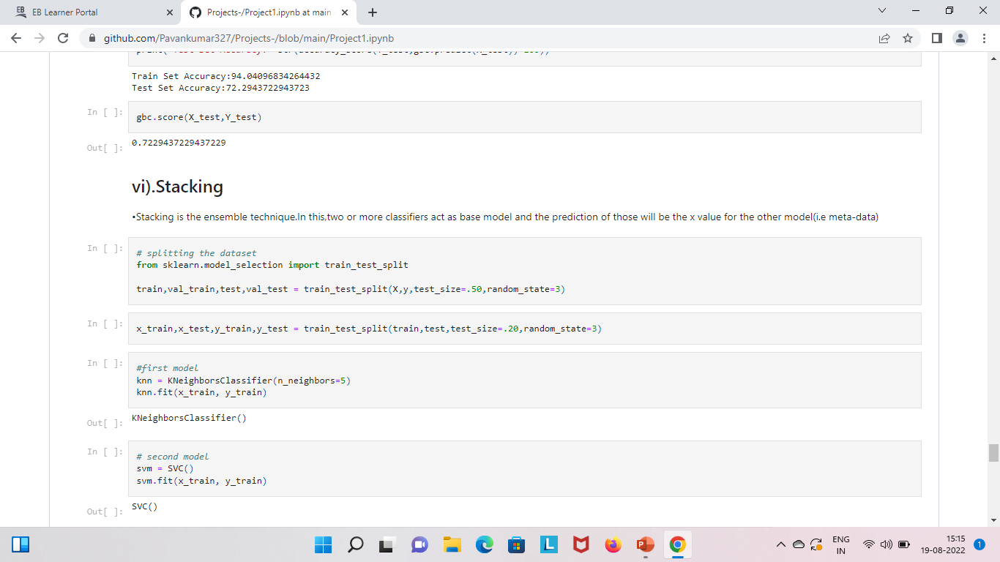 EB Learner Portal
Projects-/Project1.ipynb at main
github.com/Pavankumar327/Projects-/blob/main/Project1.ipynb
Train Set Accuracy:94.04096834264432
Test Set Accuracy:72.2943722943723
In [ ]:
gbc.score(X_test,Y_test)
Out[ ]:
0.7229437229437229
vi).Stacking
•Stacking is the ensemble technique.In this,two or more classifiers act as base model and the prediction of those will be the x value for the other model(i.e meta-data)
In [ ]:
# splitting the dataset
from sklearn.model_selection import train_test_split
train,val_train,test,val_test = train_test_split(X,y,test_size=.50,random_state=3)
In [ ]:
x_train,x_test,y_train,y_test = train_test_split(train,test,test_size=.20,random_state=3)
In [ ]:
#first model
knn = KNeighborsClassifier(n_neighbors=5)
knn.fit(x_train, y_train)
Out[ ]:
KNeighborsClassifier()
In [ ]:
# second model
svm = SVC()
svm.fit(x_train, y_train)
Out[ ]:
SVC()
ENG
IN
15:15
19-08-2022
1